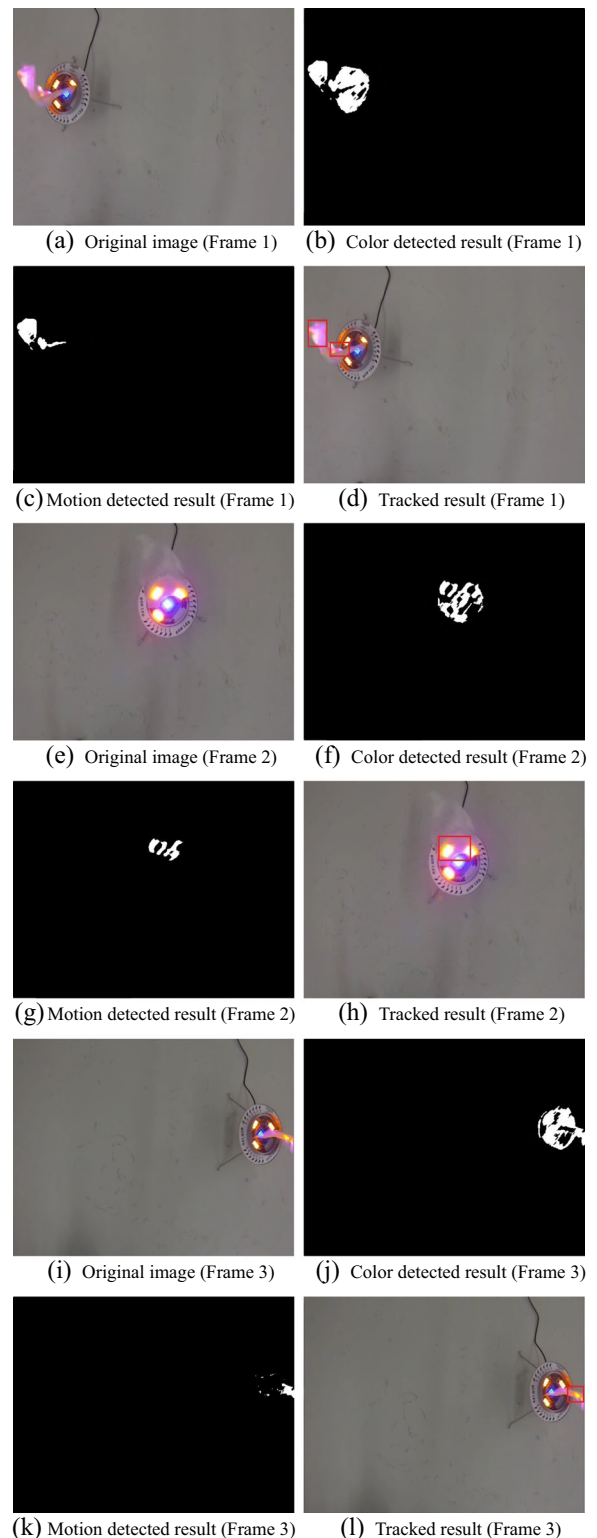 (a) Original image (Frame 1)
(b) Color detected result (Frame 1)
(c) Motion detected result (Frame 1)
(d) Tracked result (Frame 1)
(e) Original image (Frame 2)
(f) Color detected result (Frame 2)
(g) Motion detected result (Frame 2)
(h) Tracked result (Frame 2)
(i) Original image (Frame 3)
(j) Color detected result (Frame 3)
(k) Motion detected result (Frame 3)
(l) Tracked result (Frame 3)